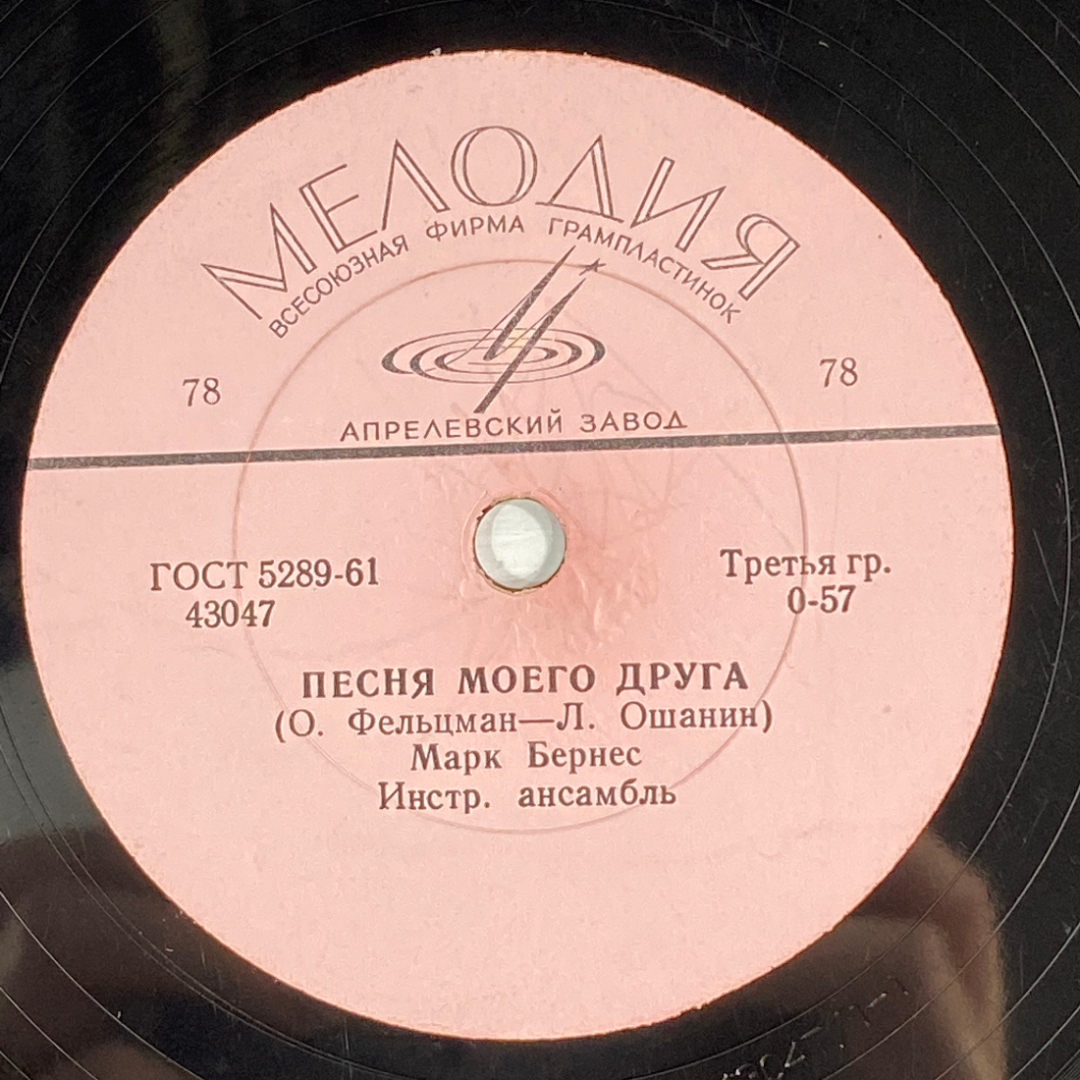 МЕЛОДИЯ
ВСЕСОЮЗНАЯ ФИРМА ГРАМПЛАСТИНОК
78 78
АПРЕЛЕВСКИЙ ЗАВОД
ГОСТ 5289-61 Третья гр.
43047 0-57
ПЕСНЯ МОЕГО ДРУГА
(О. Фельцман—Л. Ошанин)
Марк Бернес
Инстр. ансамбль